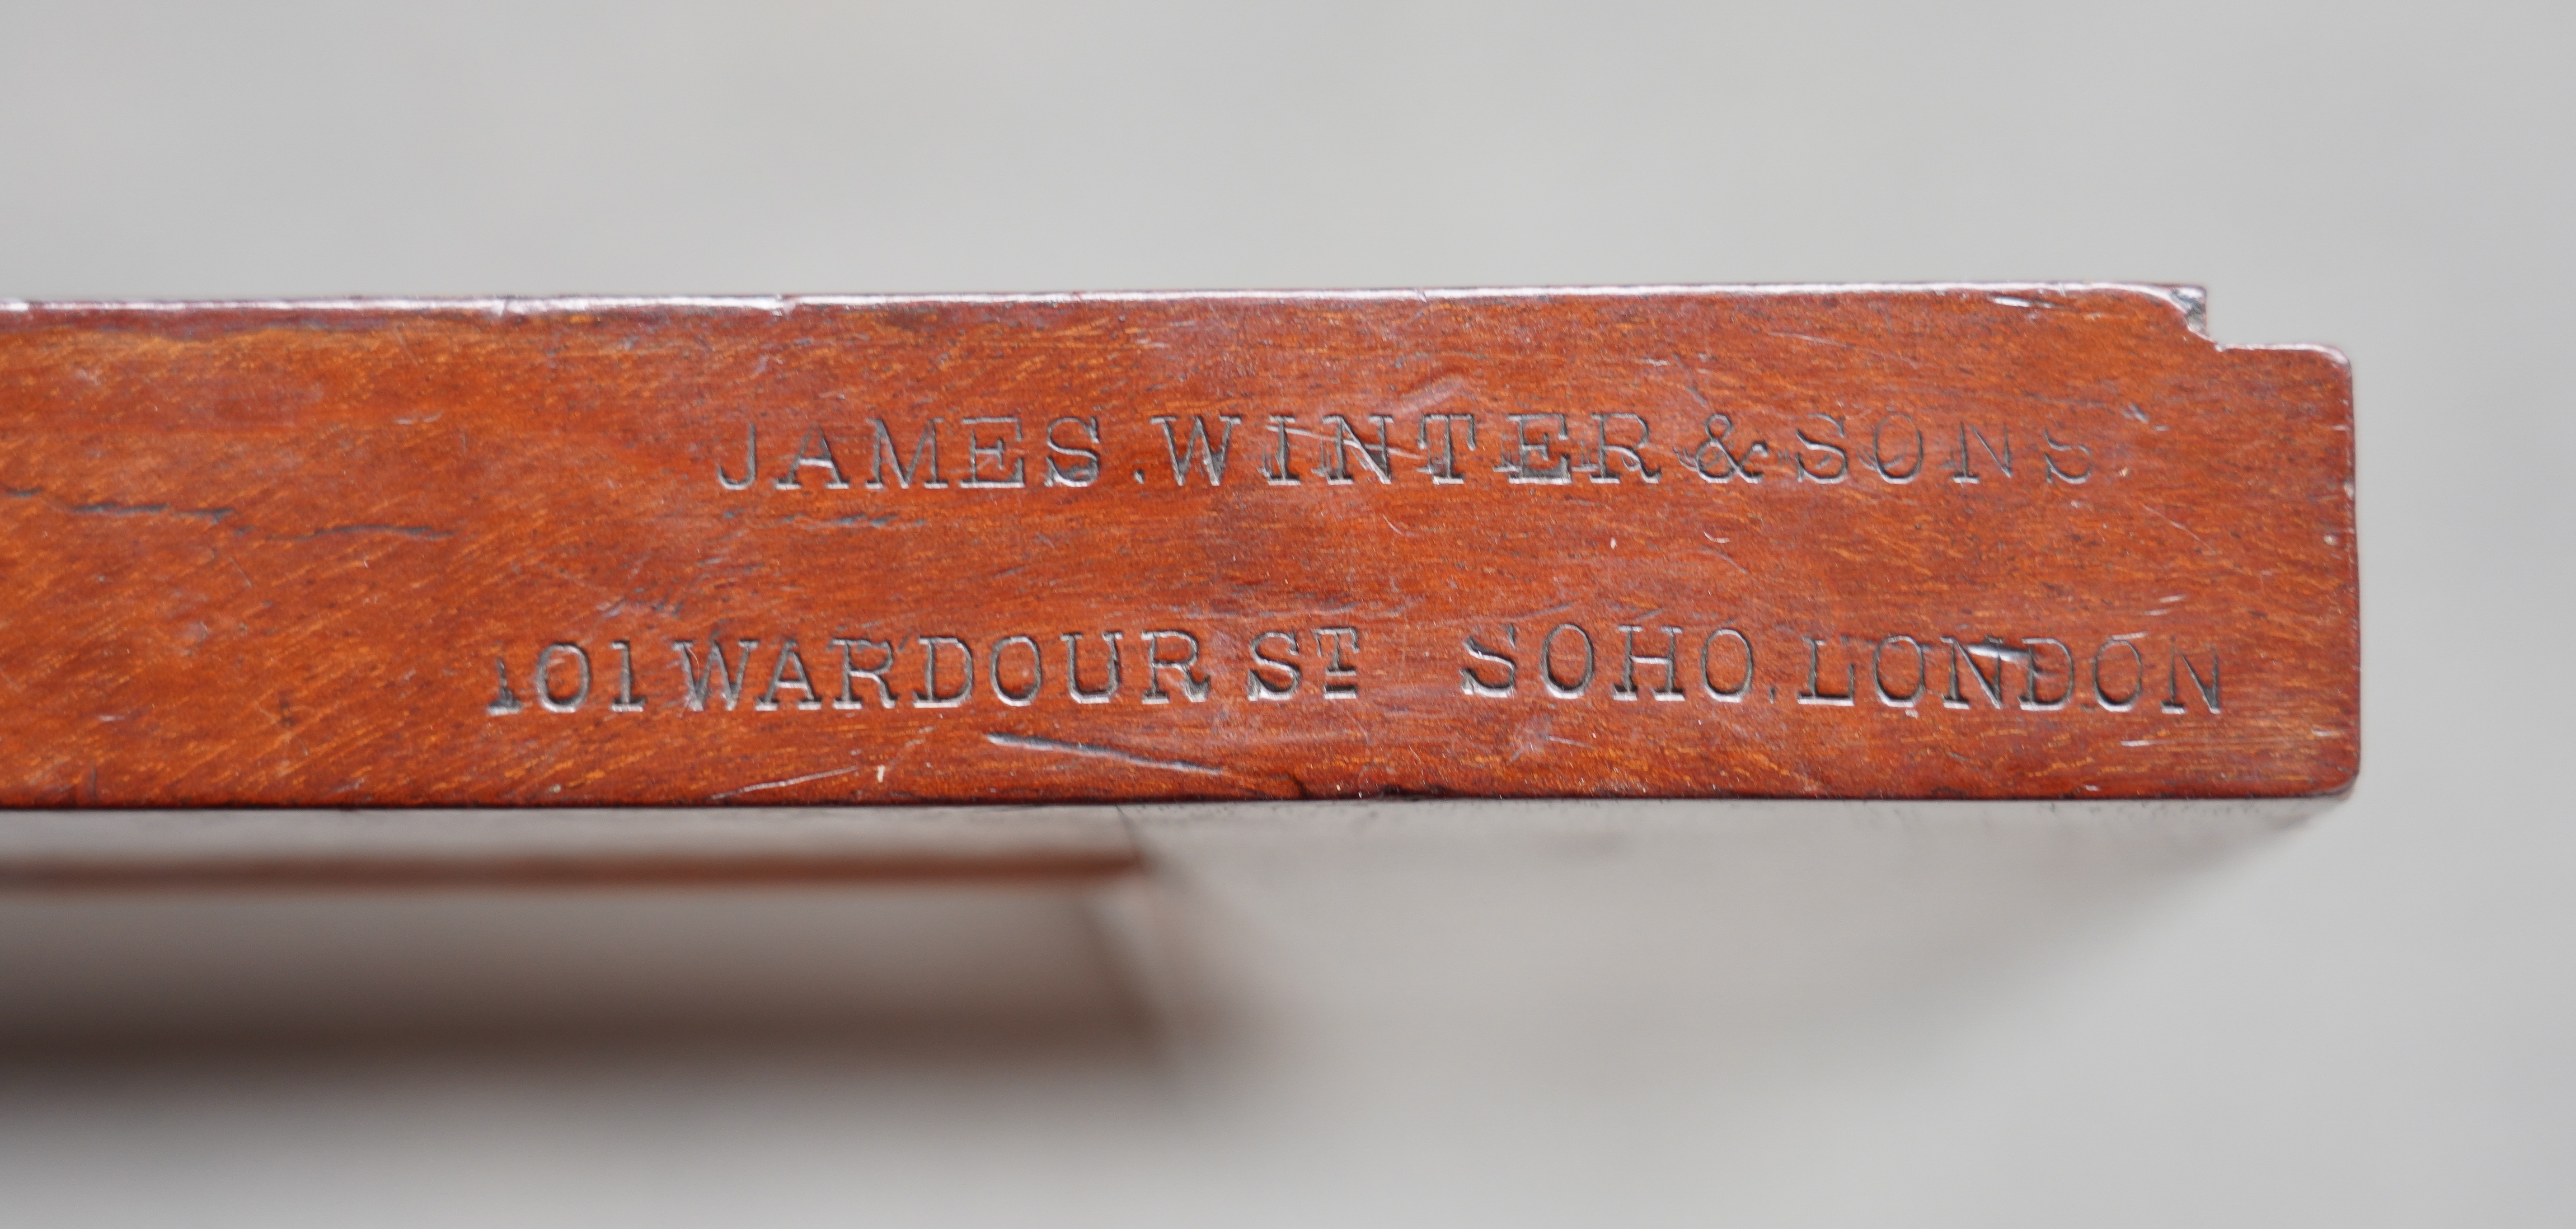 JAMES.WINTER & SONS
101 WARDOUR ST SOHO, LONDON